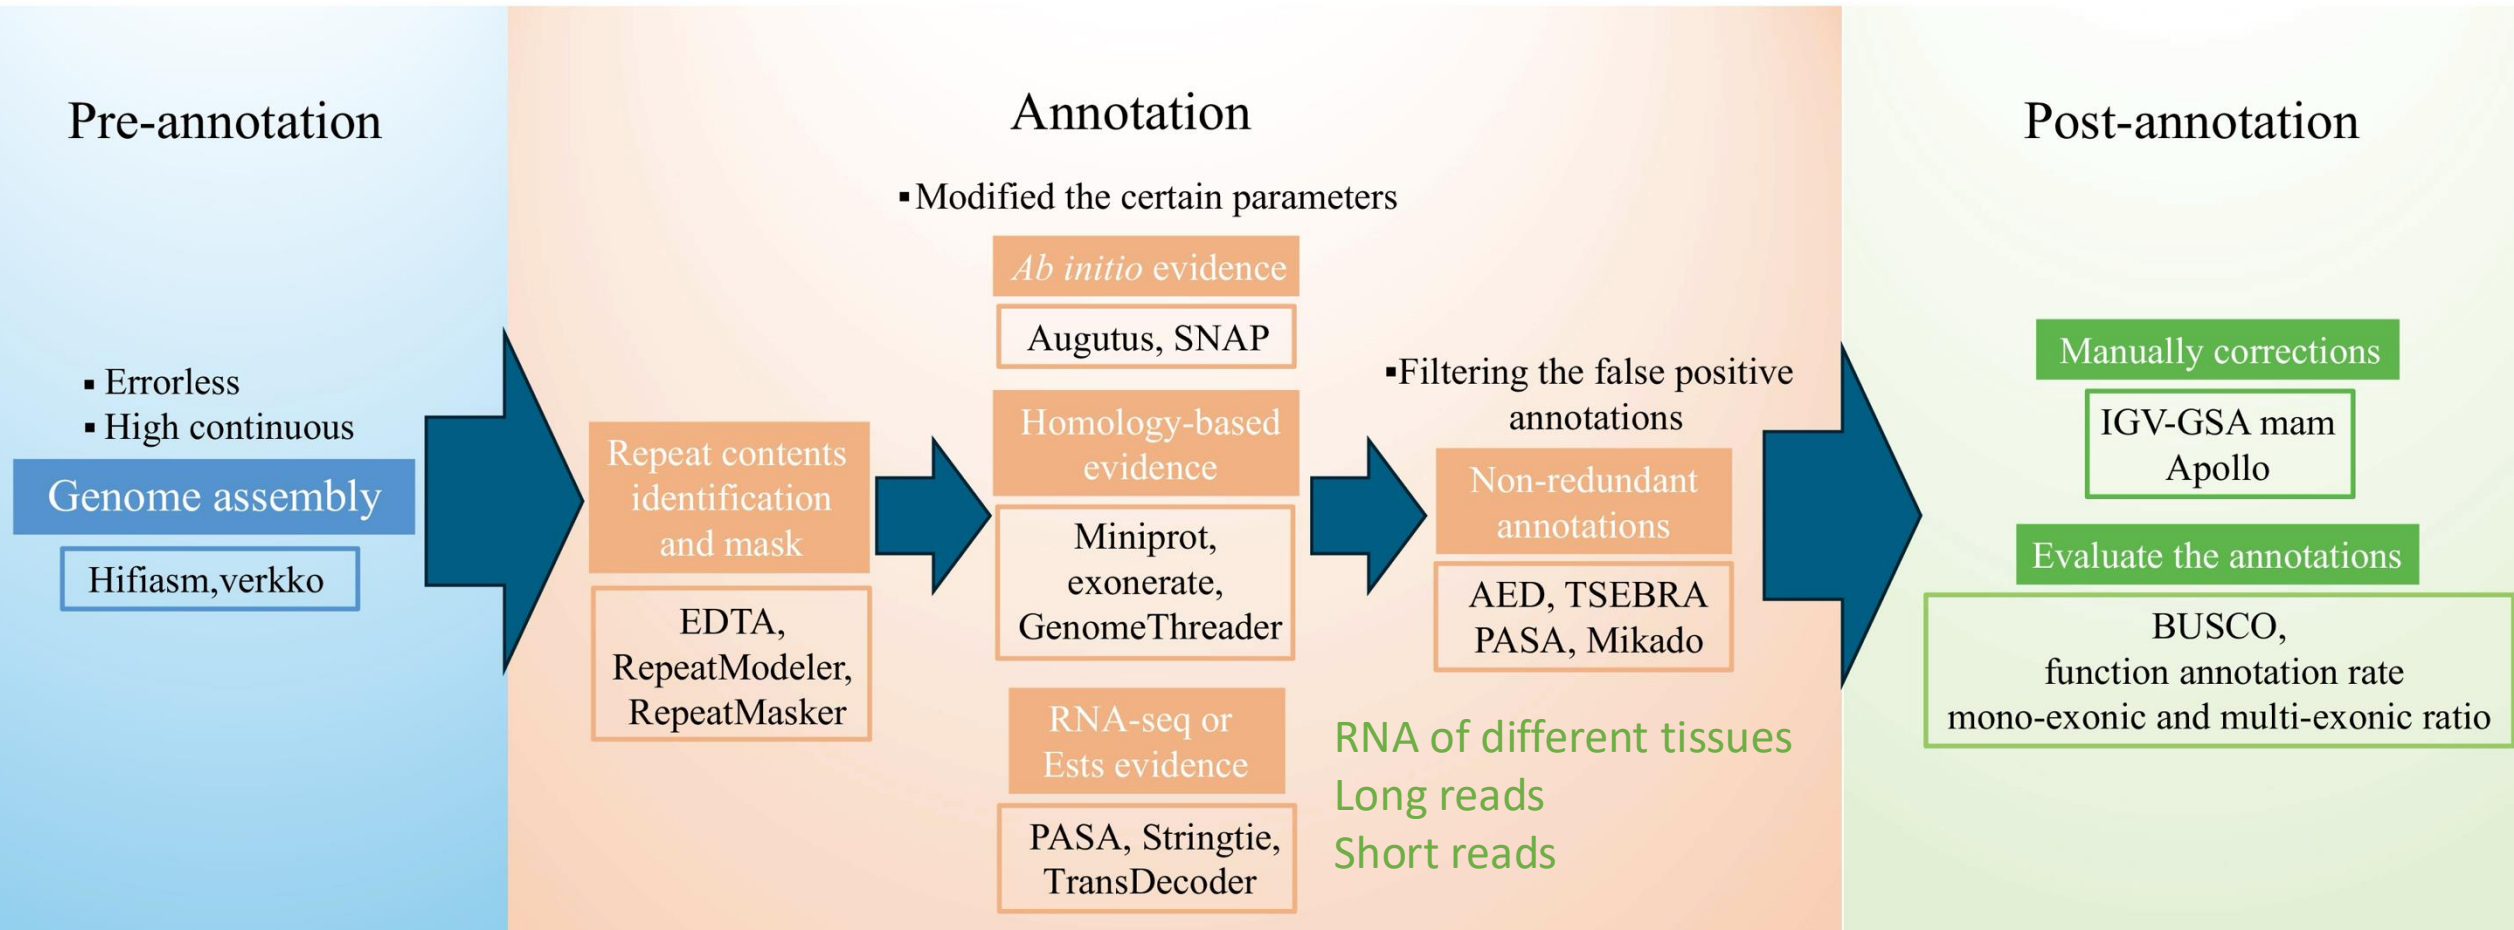 Pre-annotation
▪ Errorless
▪ High continuous
Genome assembly
Hifiasm,verkko
Annotation
▪Modified the certain parameters
Repeat contents
identification
and mask
EDTA,
RepeatModeler,
RepeatMasker
Ab initio evidence
Augutus, SNAP
Homology-based
evidence
Miniprot,
exonerate,
GenomeThreader
RNA-seq or
Ests evidence
PASA, Stringtie,
TransDecoder
RNA of different tissues
Long reads
Short reads
▪Filtering the false positive
annotations
Non-redundant
annotations
AED, TSEBRA
PASA, Mikado
Post-annotation
Manually corrections
IGV-GSA mam
Apollo
Evaluate the annotations
BUSCO,
function annotation rate
mono-exonic and multi-exonic ratio